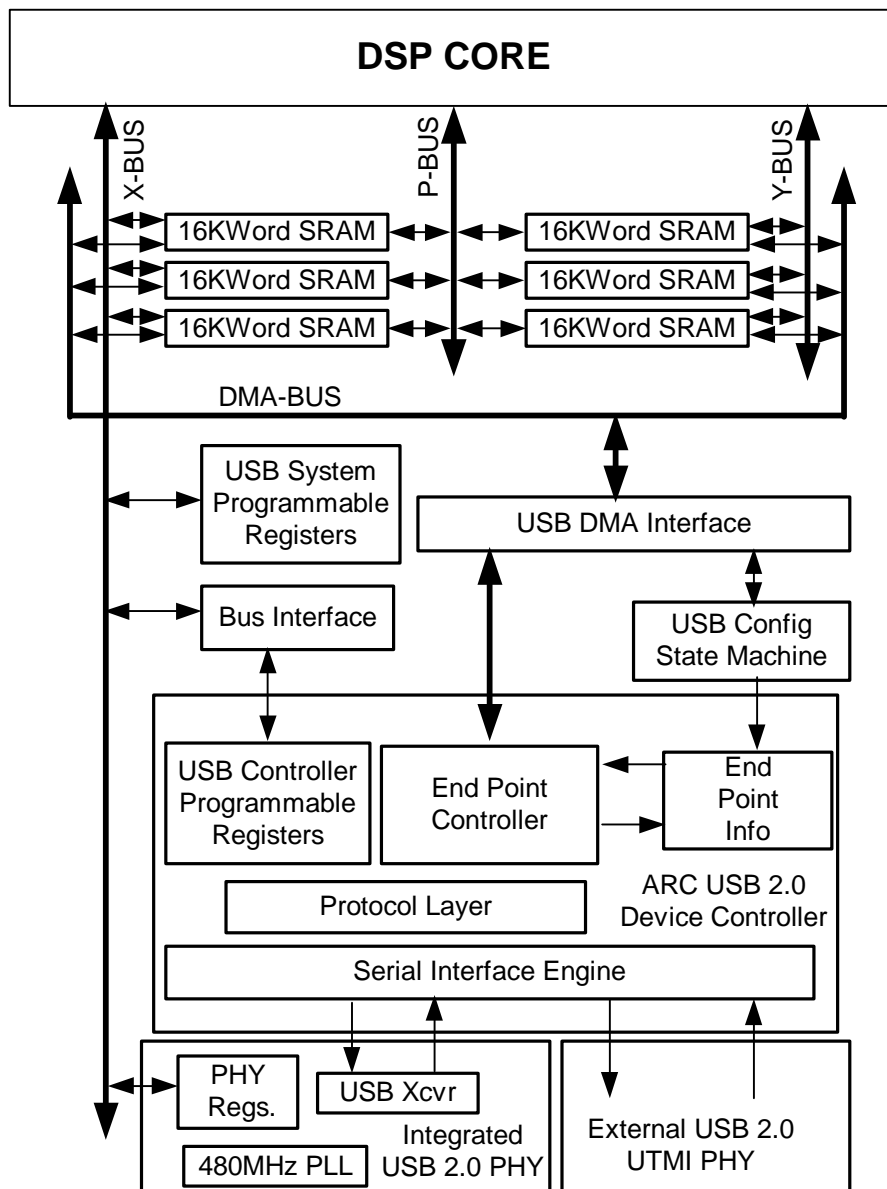 DSP CORE
X-BUS
P-BUS
Y-BUS
16KWord SRAM
16KWord SRAM
16KWord SRAM
16KWord SRAM
16KWord SRAM
16KWord SRAM
DMA-BUS
USB System
Programmable
Registers
USB DMA Interface
Bus Interface
USB Config
State Machine
USB Controller
Programmable
Registers
End Point
Controller
End
Point
Info
ARC USB 2.0
Device Controller
Protocol Layer
Serial Interface Engine
PHY
Regs.
USB Xcvr
Integrated
USB 2.0 PHY
480MHz PLL
External USB 2.0
UTMI PHY